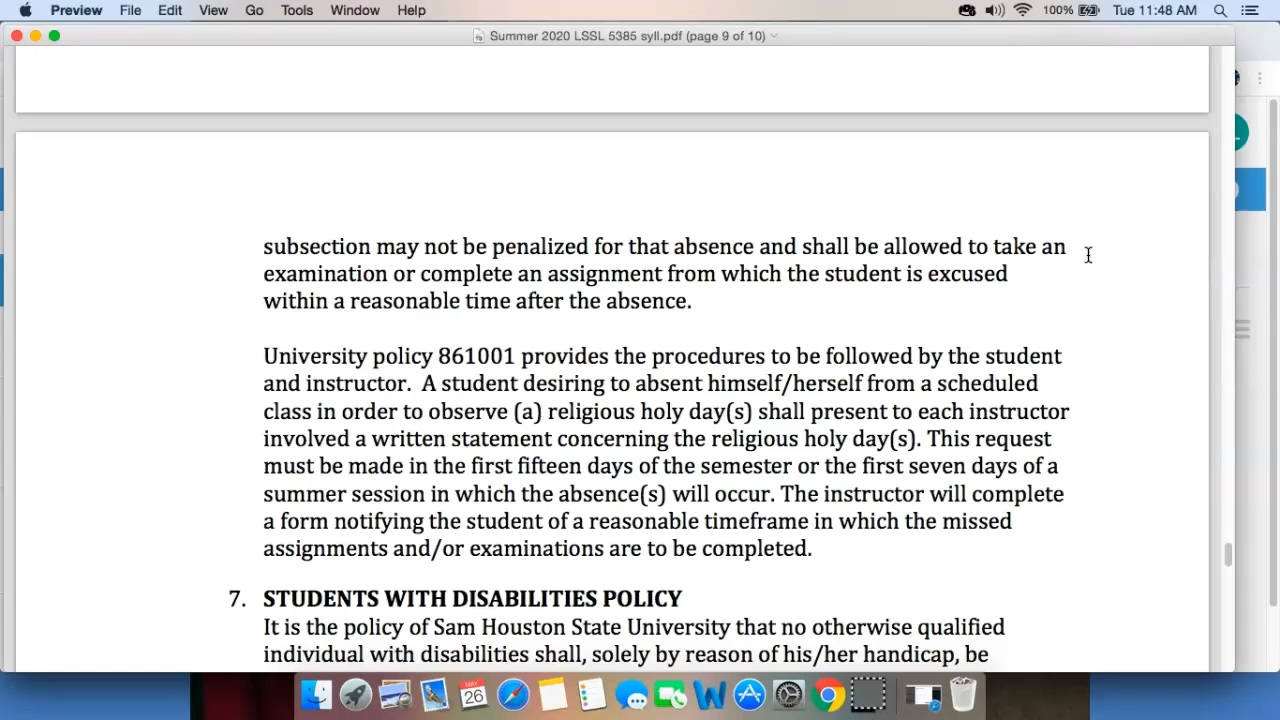 Preview File Edit View Go Tools Window Help 100% Tue 11:48 AM
Summer 2020 LSSL 5385 syll.pdf (page 9 of 10)
subsection may not be penalized for that absence and shall be allowed to take an
examination or complete an assignment from which the student is excused
within a reasonable time after the absence.
University policy 861001 provides the procedures to be followed by the student
and instructor.  A student desiring to absent himself/herself from a scheduled
class in order to observe (a) religious holy day(s) shall present to each instructor
involved a written statement concerning the religious holy day(s). This request
must be made in the first fifteen days of the semester or the first seven days of a
summer session in which the absence(s) will occur. The instructor will complete
a form notifying the student of a reasonable timeframe in which the missed
assignments and/or examinations are to be completed.
7. STUDENTS WITH DISABILITIES POLICY
It is the policy of Sam Houston State University that no otherwise qualified
individual with disabilities shall, solely by reason of his/her handicap, be
MAY
26